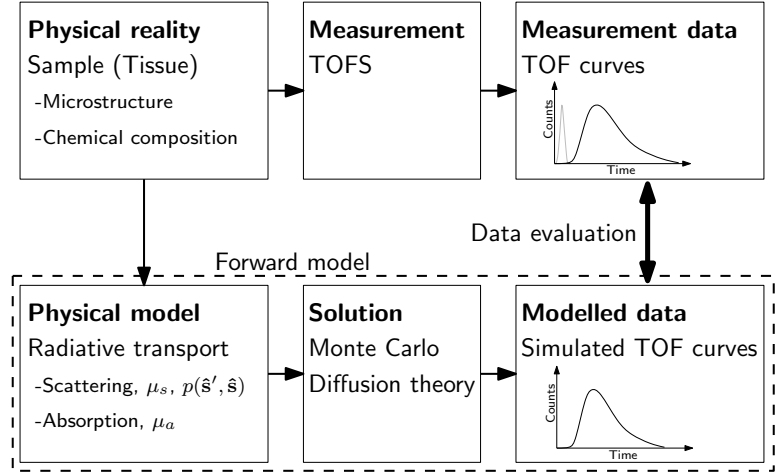 Physical reality
Sample (Tissue)
-Microstructure
-Chemical composition
Measurement
TOFS
Measurement data
TOF curves
Counts
Time
Data evaluation
Forward model
Physical model
Radiative transport
-Scattering, μₛ, p(ŝ′, ŝ)
-Absorption, μₐ
Solution
Monte Carlo
Diffusion theory
Modelled data
Simulated TOF curves
Counts
Time